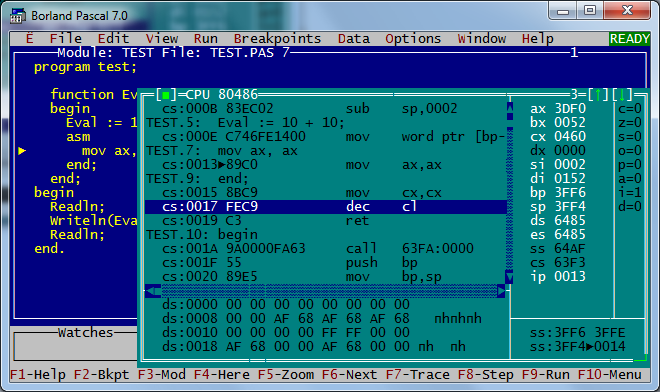 Borland Pascal 7.0
Ë File Edit View Run Breakpoints Data Options Window Help READY
Module: TEST File: TEST.PAS 7 1
program test;
function Ev
begin
Eval := 1
asm
► mov ax,
end;
end;
begin
Readln;
Writeln(Eva
Readln;
end.
[■]=CPU 80486 3=[↑][↓]
cs:000B 83EC02 sub sp,0002
TEST.5: Eval := 10 + 10;
cs:000E C746FE1400 mov word ptr [bp-
TEST.7: mov ax, ax
cs:0013►89C0 mov ax,ax
TEST.9: end;
cs:0015 8BC9 mov cx,cx
cs:0017 FEC9 dec cl
cs:0019 C3 ret
TEST.10: begin
cs:001A 9A0000FA63 call 63FA:0000
cs:001F 55 push bp
cs:0020 89E5 mov bp,sp
ax 3DF0 c=0
bx 0052 z=0
cx 0460 s=0
dx 0000 o=0
si 0002 p=0
di 0152 a=0
bp 3FF6 i=1
sp 3FF4 d=0
ds 6485
es 6485
ss 64AF
cs 63F3
ip 0013
ds:0000 00 00 00 00 00 00 00 00
ds:0008 00 00 AF 68 AF 68 AF 68 пhпhпh
ds:0010 00 00 00 00 FF FF 00 00
ds:0018 AF 68 00 00 AF 68 00 00 пh пh
ss:3FF6 3FFE
ss:3FF4►0014
Watches
F1-Help F2-Bkpt F3-Mod F4-Here F5-Zoom F6-Next F7-Trace F8-Step F9-Run F10-Menu